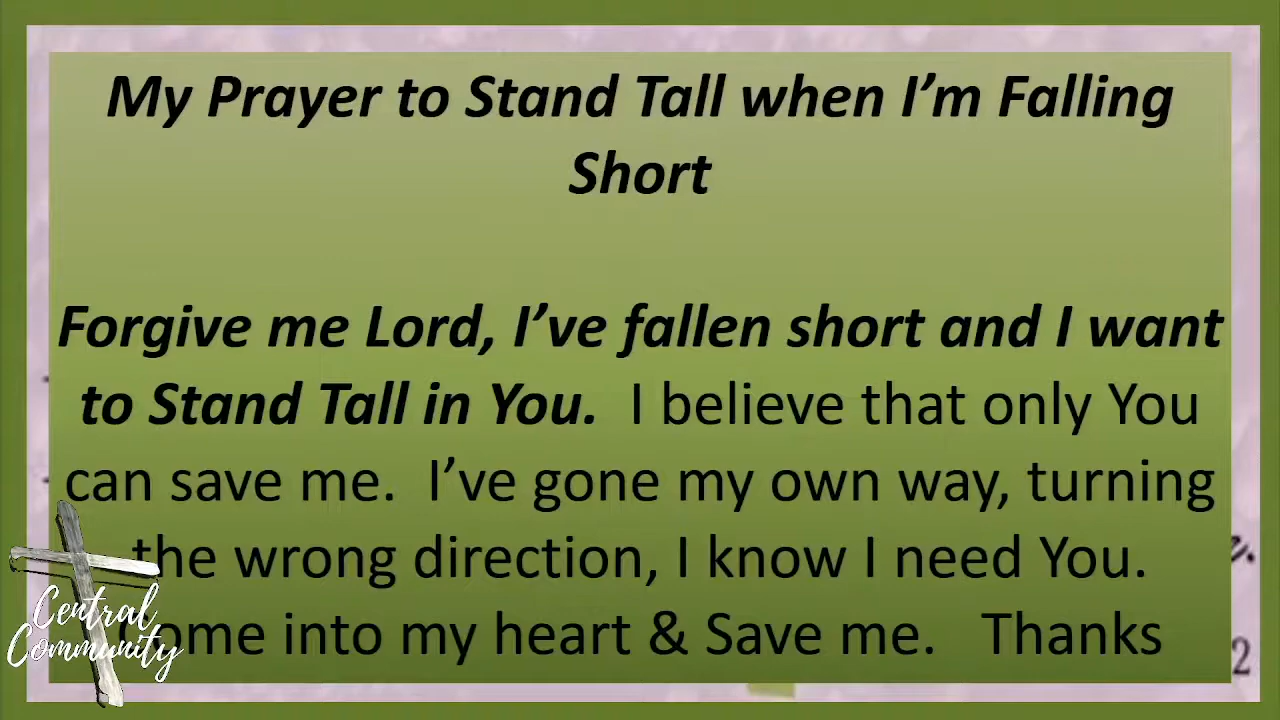 My Prayer to Stand Tall when I’m Falling
Short
Forgive me Lord, I’ve fallen short and I want
to Stand Tall in You.  I believe that only You
can save me.  I’ve gone my own way, turning
the wrong direction, I know I need You.
Come into my heart & Save me.   Thanks
Central
Community
2